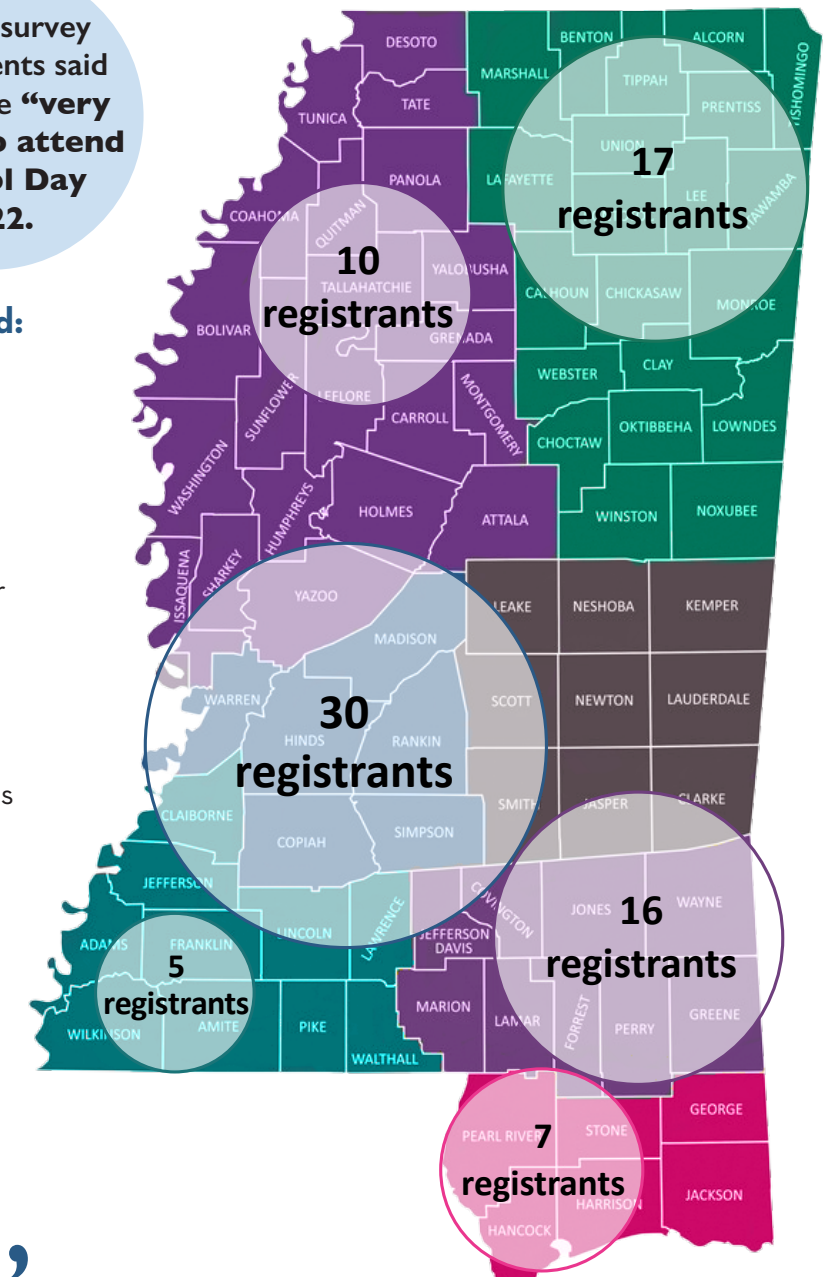 survey
ents said
e “very
o attend
ol Day
22.
d:
r
s
,
DESOTO
BENTON
ALCORN
MARSHALL
TIPPAH
TISHOMINGO
TATE
TUNICA
PRENTISS
UNION
PANOLA
LAFAYETTE
17
registrants
LEE
ITAWAMBA
COAHOMA
QUITMAN
10
registrants
YALOBUSHA
TALLAHATCHIE
CALHOUN
CHICKASAW
MONROE
BOLIVAR
GRENADA
WEBSTER
CLAY
SUNFLOWER
LEFLORE
CARROLL
MONTGOMERY
CHOCTAW
OKTIBBEHA
LOWNDES
WASHINGTON
HUMPHREYS
HOLMES
ATTALA
WINSTON
NOXUBEE
ISSAQUENA
SHARKEY
YAZOO
LEAKE
NESHOBA
KEMPER
MADISON
WARREN
30
registrants
SCOTT
NEWTON
LAUDERDALE
HINDS
RANKIN
CLAIBORNE
SMITH
JASPER
CLARKE
COPIAH
SIMPSON
JEFFERSON
LINCOLN
LAWRENCE
COVINGTON
JONES
WAYNE
16
registrants
JEFFERSON
DAVIS
ADAMS
FRANKLIN
5
registrants
MARION
LAMAR
FORREST
PERRY
GREENE
WILKINSON
AMITE
PIKE
WALTHALL
GEORGE
PEARL RIVER
STONE
7
registrants
HARRISON
JACKSON
HANCOCK